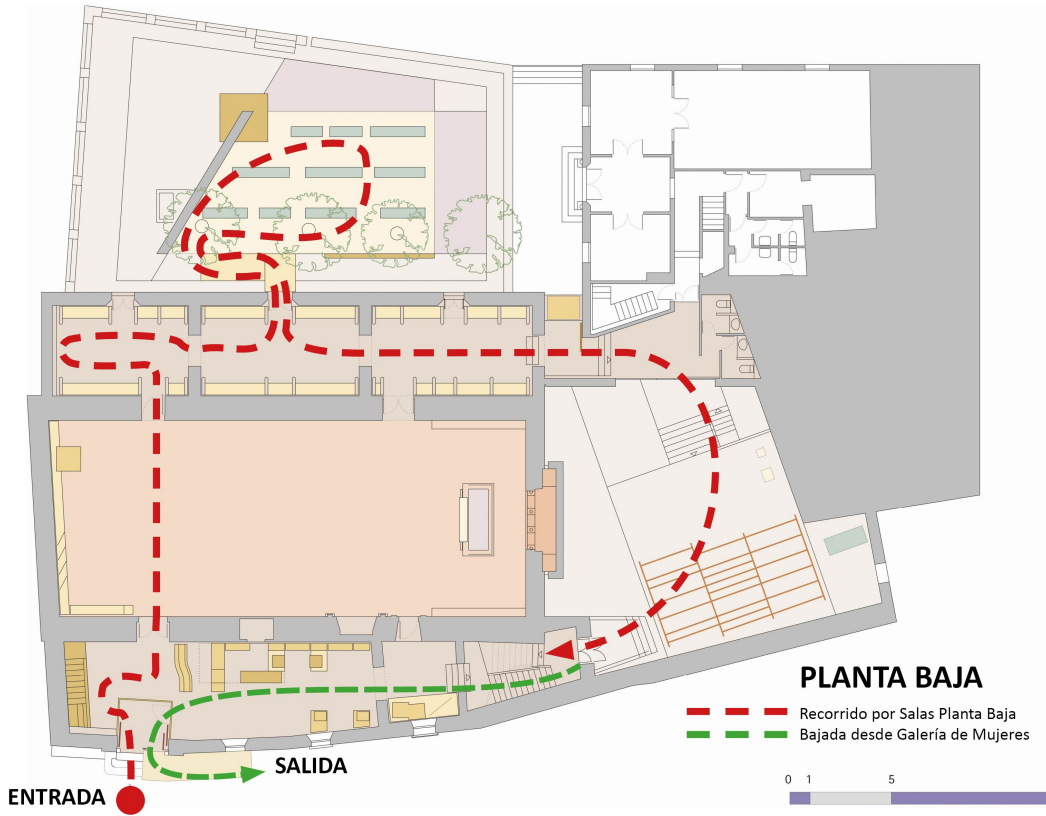 PLANTA BAJA
Recorrido por Salas Planta Baja
Bajada desde Galería de Mujeres
SALIDA
0 1 5
ENTRADA